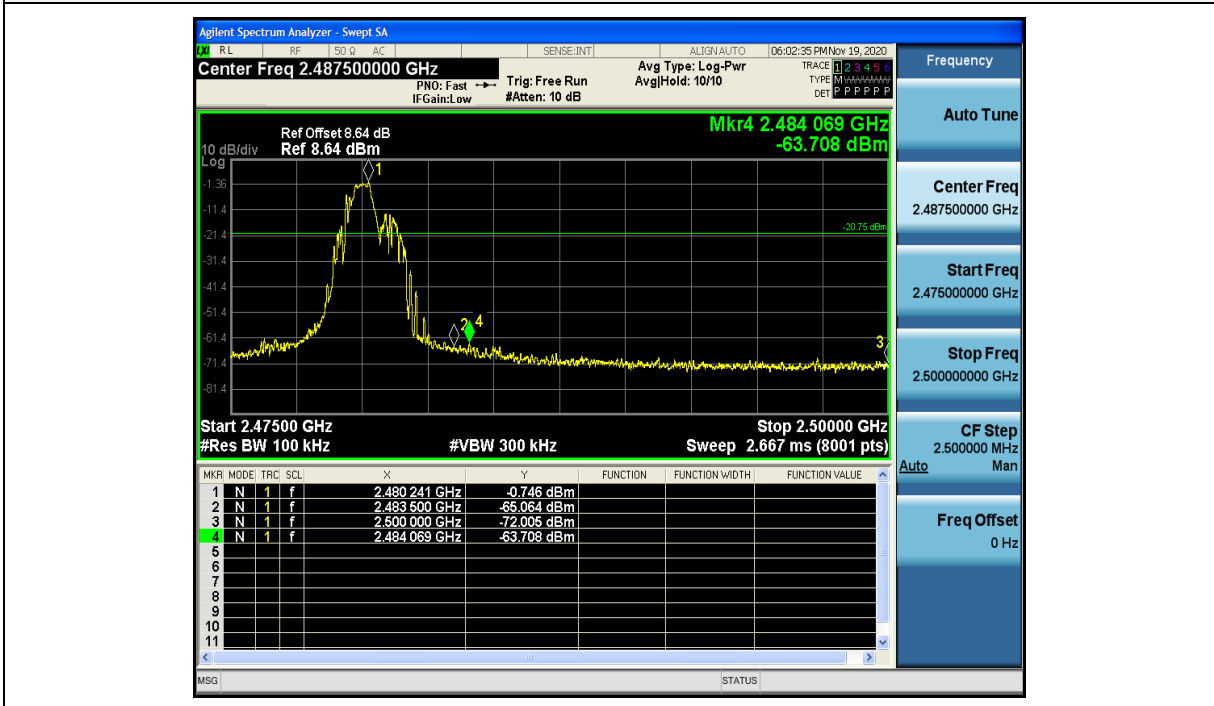 Agilent Spectrum Analyzer - Swept SA
LXI RL RF 50 Ω AC SENSE:INT ALIGN AUTO 06:02:35 PM Nov 19, 2020
Center Freq 2.487500000 GHz
PNO: Fast
IFGain:Low
Trig: Free Run
#Atten: 10 dB
Avg Type: Log-Pwr
Avg|Hold: 10/10
TRACE 1 2 3 4 5 6
TYPE M WWWWW
DET P P P P P P
Mkr4 2.484 069 GHz
-63.708 dBm
Ref Offset 8.64 dB
10 dB/div Ref 8.64 dBm
Log
1
-1.36
-11.4
-20.75 dBm
-21.4
-31.4
-41.4
-51.4
2 4
-61.4
3
-71.4
-81.4
Start 2.47500 GHz Stop 2.50000 GHz
#Res BW 100 kHz #VBW 300 kHz Sweep 2.667 ms (8001 pts)
MKR MODE TRC SCL X Y FUNCTION FUNCTION WIDTH FUNCTION VALUE
1 N 1 f 2.480 241 GHz -0.746 dBm
2 N 1 f 2.483 500 GHz -65.064 dBm
3 N 1 f 2.500 000 GHz -72.005 dBm
4 N 1 f 2.484 069 GHz -63.708 dBm
5
6
7
8
9
10
11
MSG STATUS
Frequency
Auto Tune
Center Freq
2.487500000 GHz
Start Freq
2.475000000 GHz
Stop Freq
2.500000000 GHz
CF Step
2.500000 MHz
Auto Man
Freq Offset
0 Hz